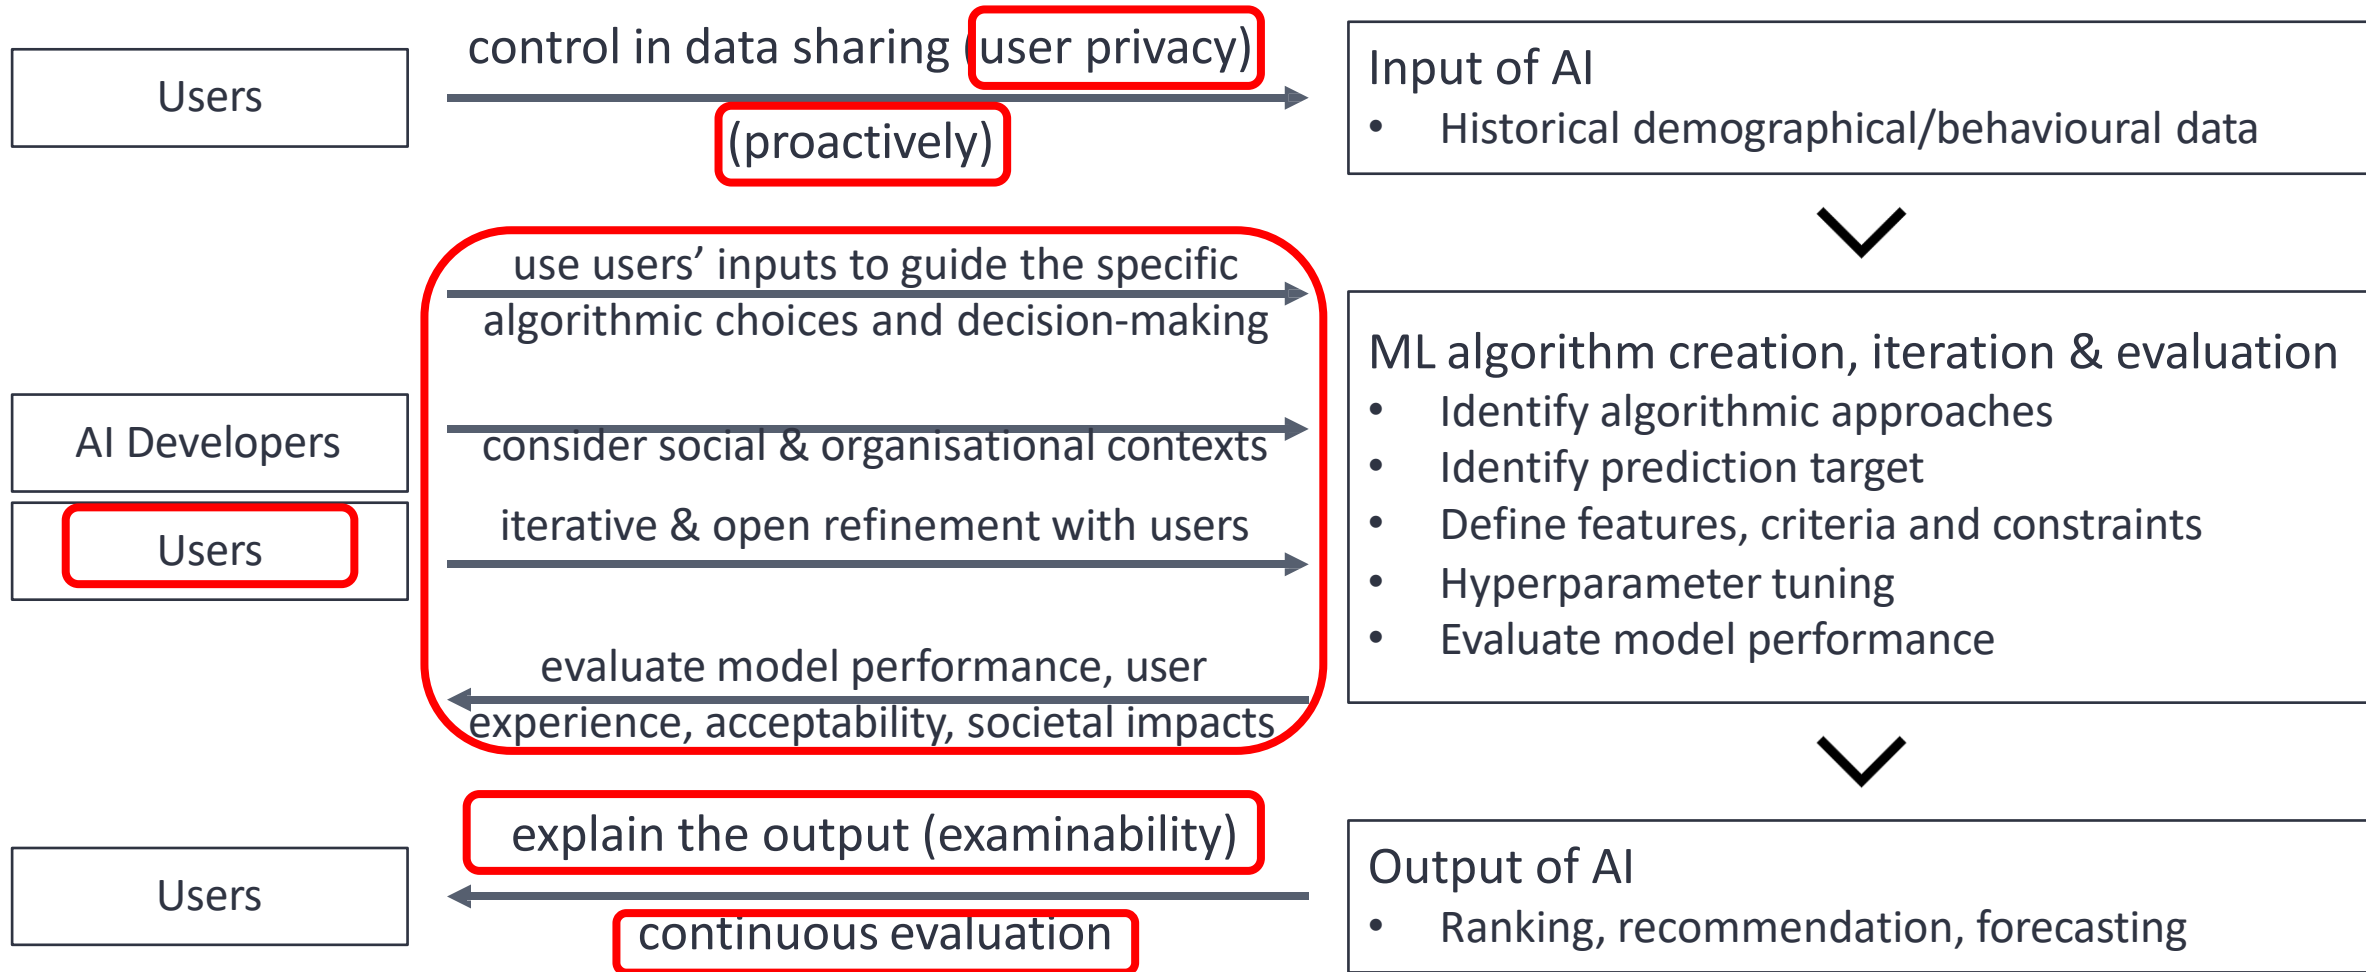 Users
control in data sharing (user privacy)
(proactively)
Input of AI
• Historical demographical/behavioural data
use users’ inputs to guide the specific
algorithmic choices and decision-making
AI Developers
consider social & organisational contexts
Users
iterative & open refinement with users
evaluate model performance, user
experience, acceptability, societal impacts
ML algorithm creation, iteration & evaluation
• Identify algorithmic approaches
• Identify prediction target
• Define features, criteria and constraints
• Hyperparameter tuning
• Evaluate model performance
Users
explain the output (examinability)
continuous evaluation
Output of AI
• Ranking, recommendation, forecasting